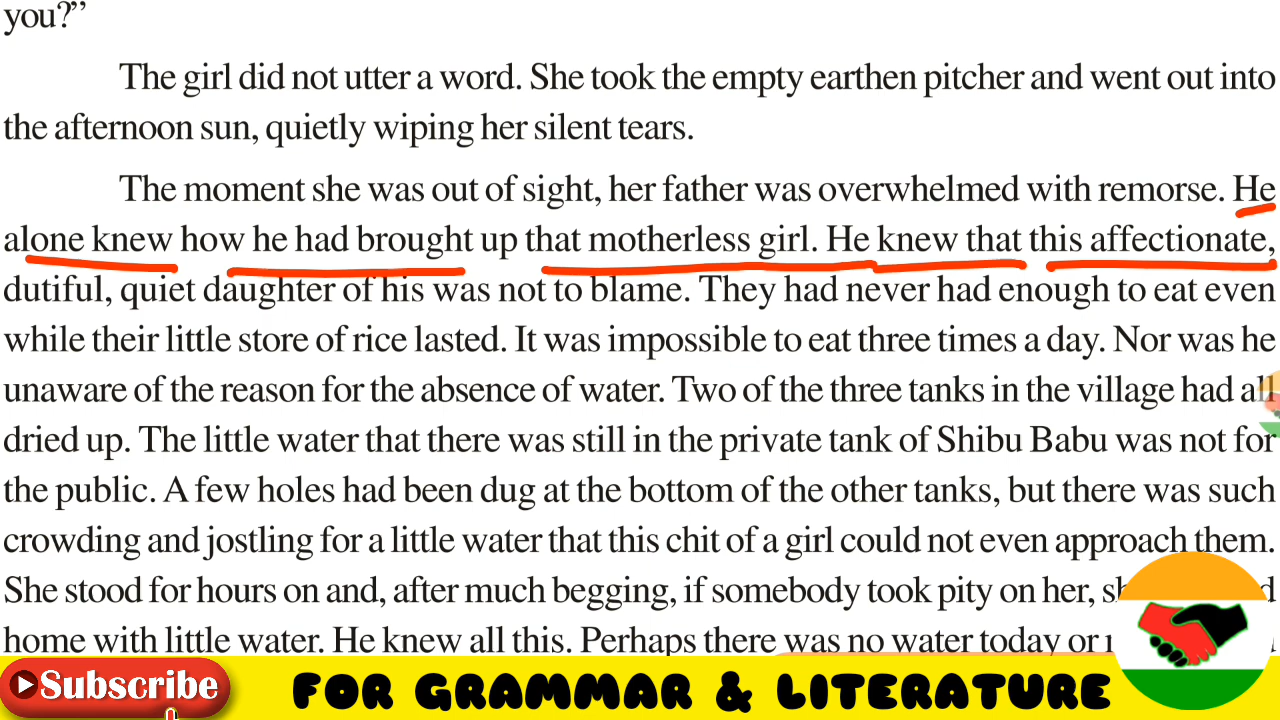 you?”
The girl did not utter a word. She took the empty earthen pitcher and went out into
the afternoon sun, quietly wiping her silent tears.
The moment she was out of sight, her father was overwhelmed with remorse. He
alone knew how he had brought up that motherless girl. He knew that this affectionate,
dutiful, quiet daughter of his was not to blame. They had never had enough to eat even
while their little store of rice lasted. It was impossible to eat three times a day. Nor was he
unaware of the reason for the absence of water. Two of the three tanks in the village had all
dried up. The little water that there was still in the private tank of Shibu Babu was not for
the public. A few holes had been dug at the bottom of the other tanks, but there was such
crowding and jostling for a little water that this chit of a girl could not even approach them.
She stood for hours on and, after much begging, if somebody took pity on her,
home with little water. He knew all this. Perhaps there was no water today or
Subscribe
FOR GRAMMAR & LITERATURE